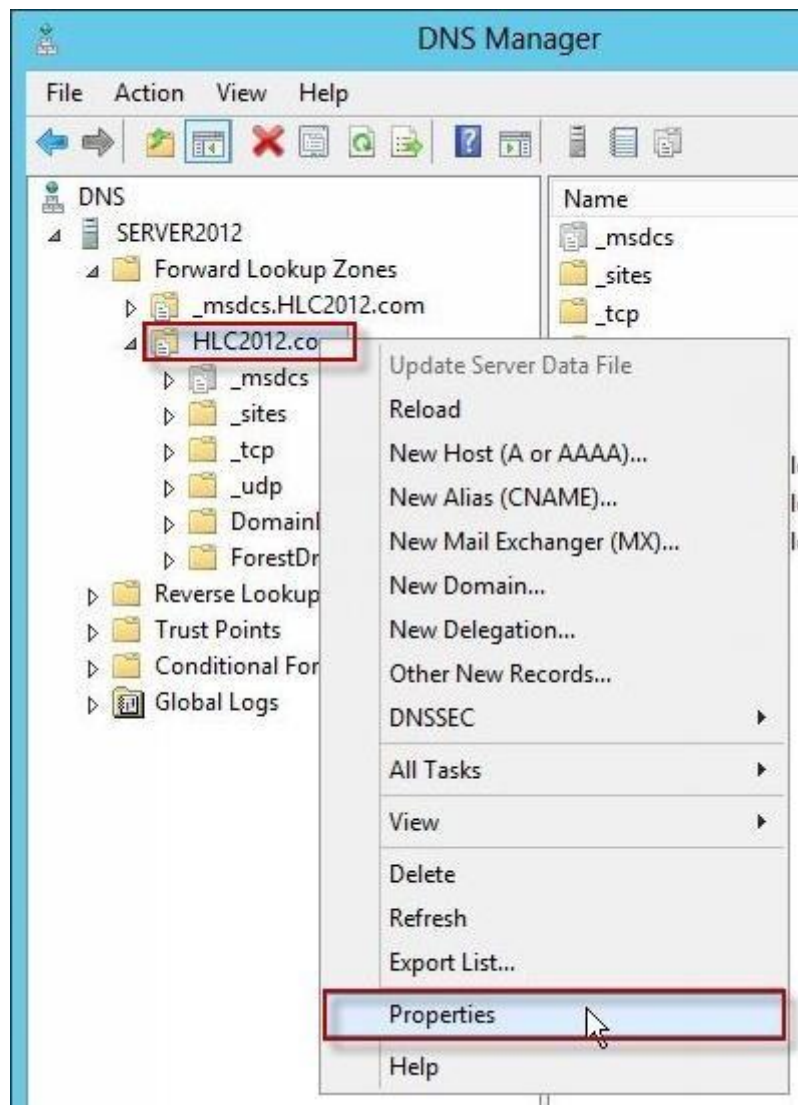 DNS Manager
File Action View Help
DNS
SERVER2012
Forward Lookup Zones
_msdcs.HLC2012.com
HLC2012.co
_msdcs
_sites
_tcp
_udp
Domain
ForestDr
Reverse Lookup
Trust Points
Conditional For
Global Logs
Name
_msdcs
_sites
_tcp
Update Server Data File
Reload
New Host (A or AAAA)...
New Alias (CNAME)...
New Mail Exchanger (MX)...
New Domain...
New Delegation...
Other New Records...
DNSSEC
All Tasks
View
Delete
Refresh
Export List...
Properties
Help